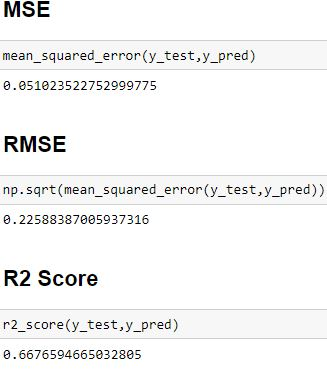 MSE
mean_squared_error(y_test,y_pred)
0.051023522752999775
RMSE
np.sqrt(mean_squared_error(y_test,y_pred))
0.22588387005937316
R2 Score
r2_score(y_test,y_pred)
0.6676594665032805